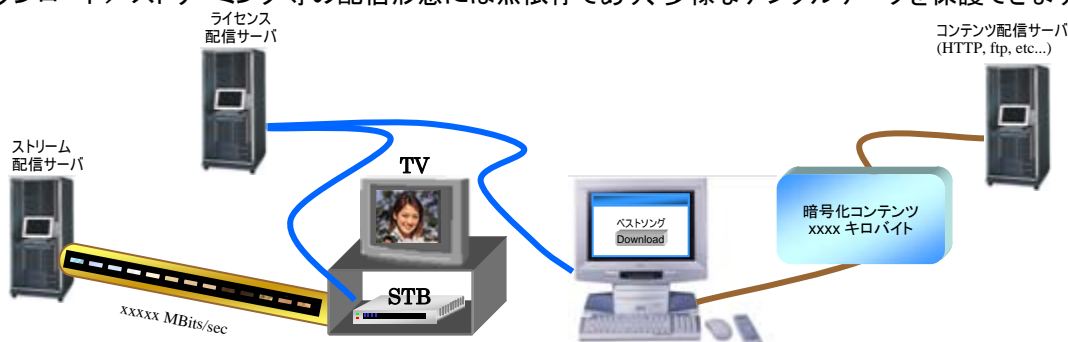 ライセンス
配信サーバ
コンテンツ配信サーバ
(HTTP, ftp, etc...)
ストリーム
配信サーバ
TV
暗号化コンテンツ
xxxx キロバイト
ベストソング
Download
STB
xxxxx MBits/sec